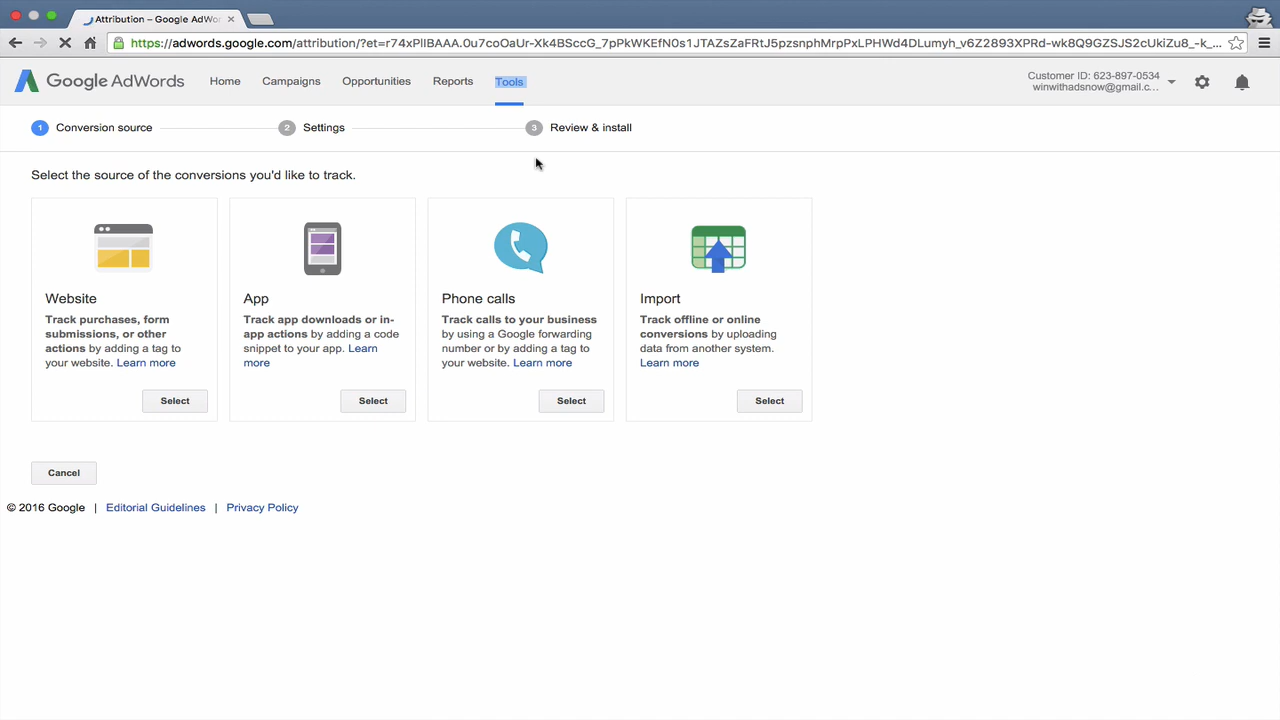 Attribution – Google AdWor
https://adwords.google.com/attribution/?et=r74xPlIBAAA.0u7coOaUr-Xk4BSccG_7pPkWKEfN0s1JTAZsZaFRtJ5pzsnphMrpPxLPHWd4DLumyh_v6Z2893XPRd-wk8Q9GZSJS2cUkiZu8_-k_...
Google AdWords
Home
Campaigns
Opportunities
Reports
Tools
Customer ID: 623-897-0534
winwithadsnow@gmail.c...
1 Conversion source
2 Settings
3 Review & install
Select the source of the conversions you'd like to track.
Website
Track purchases, form
submissions, or other
actions by adding a tag to
your website. Learn more
Select
App
Track app downloads or in-
app actions by adding a code
snippet to your app. Learn
more
Select
Phone calls
Track calls to your business
by using a Google forwarding
number or by adding a tag to
your website. Learn more
Select
Import
Track offline or online
conversions by uploading
data from another system.
Learn more
Select
Cancel
© 2016 Google | Editorial Guidelines | Privacy Policy